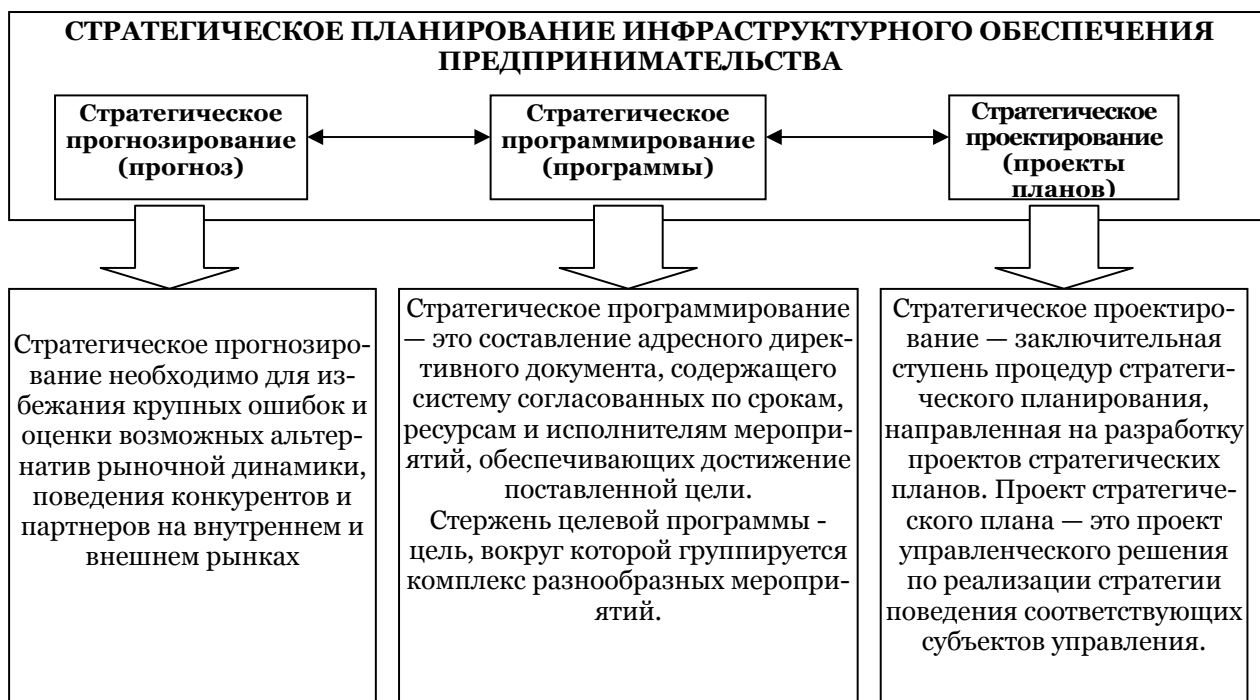 СТРАТЕГИЧЕСКОЕ ПЛАНИРОВАНИЕ ИНФРАСТРУКТУРНОГО ОБЕСПЕЧЕНИЯ
ПРЕДПРИНИМАТЕЛЬСТВА
Стратегическое
прогнозирование
(прогноз)
Стратегическое
программирование
(программы)
Стратегическое
проектирование
(проекты
планов)
Стратегическое прогнозиро-
вание необходимо для из-
бежания крупных ошибок и
оценки возможных альтер-
натив рыночной динамики,
поведения конкурентов и
партнеров на внутреннем и
внешнем рынках
Стратегическое программирование
— это составление адресного дирек-
тивного документа, содержащего
систему согласованных по срокам,
ресурсам и исполнителям меропри-
ятий, обеспечивающих достижение
поставленной цели.
Стержень целевой программы -
цель, вокруг которой группируется
комплекс разнообразных меропри-
ятий.
Стратегическое проектиро-
вание — заключительная
ступень процедур стратеги-
ческого планирования,
направленная на разработку
проектов стратегических
планов. Проект стратегиче-
ского плана — это проект
управленческого решения
по реализации стратегии
поведения соответствующих
субъектов управления.